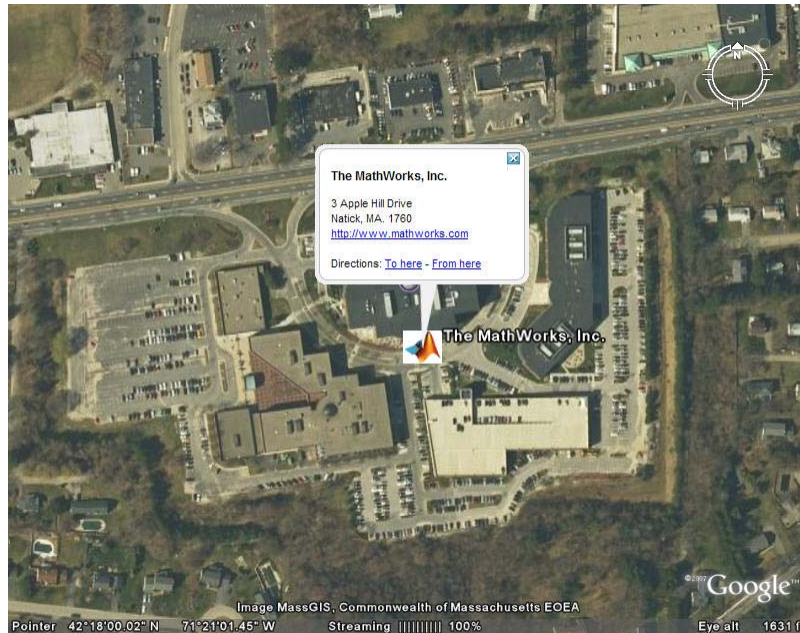 N
The MathWorks, Inc.
3 Apple Hill Drive
Natick, MA. 1760
http://www.mathworks.com
Directions: To here - From here
The MathWorks, Inc.
©2007 Google™
Image MassGIS, Commonwealth of Massachusetts EOEA
Pointer 42°18'00.02" N 71°21'01.45" W Streaming |||||||||| 100% Eye alt 1631 f